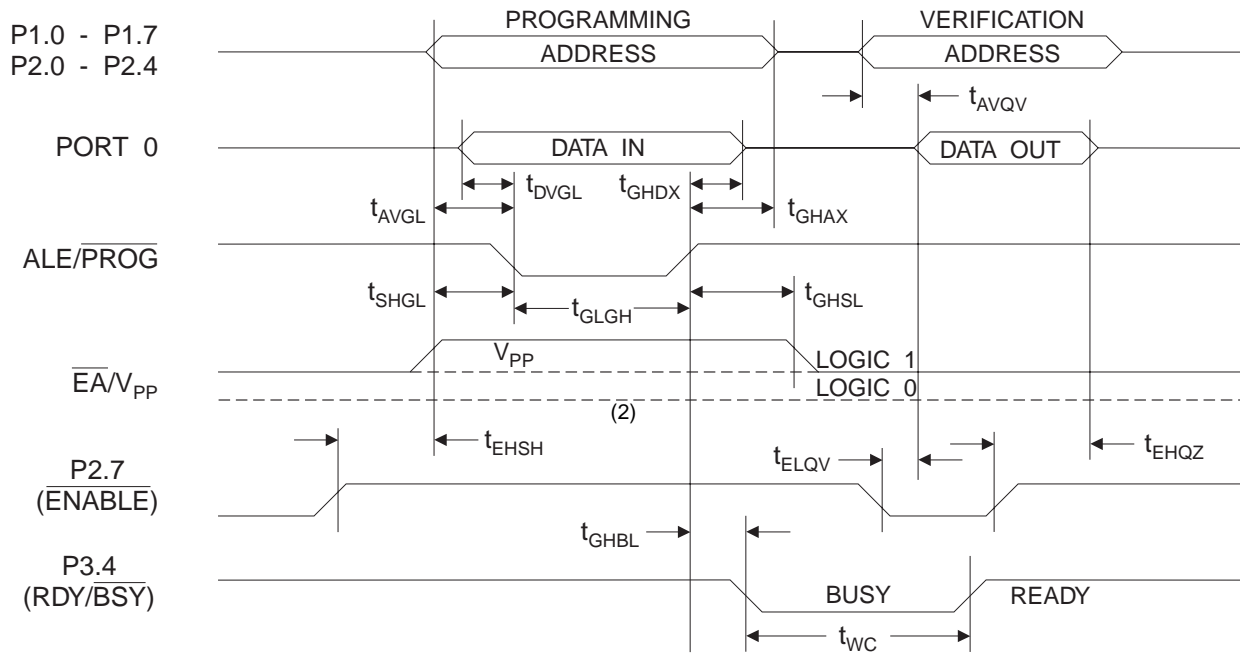 PROGRAMMING VERIFICATION
P1.0 - P1.7
P2.0 - P2.4
ADDRESS ADDRESS
tAVQV
PORT 0 DATA IN DATA OUT
tDVGL tGHDX
tAVGL tGHAX
ALE/PROG
tSHGL tGLGH tGHSL
VPP LOGIC 1
EA/VPP LOGIC 0
(2)
tEHSH tELQV tEHQZ
P2.7
(ENABLE)
tGHBL
P3.4
(RDY/BSY) BUSY READY
tWC